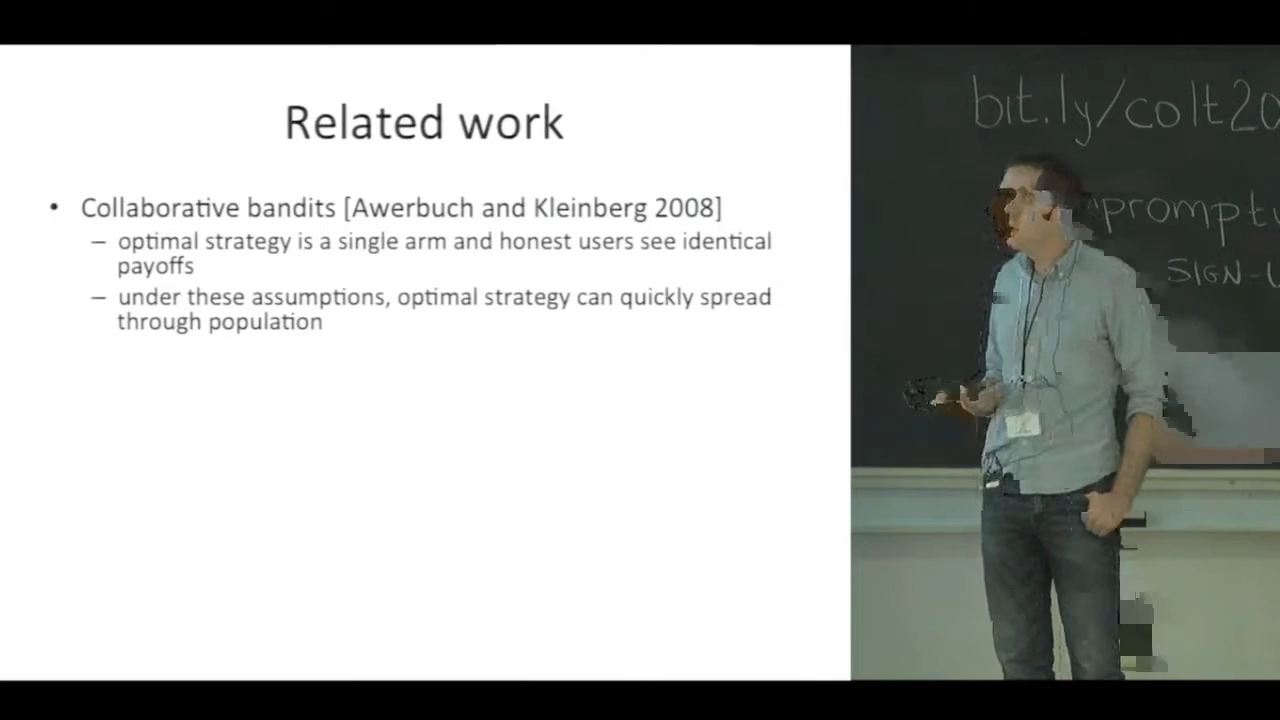 Related work
• Collaborative bandits [Awerbuch and Kleinberg 2008]
– optimal strategy is a single arm and honest users see identical
payoffs
– under these assumptions, optimal strategy can quickly spread
through population
bit.ly/colt20
SIGN-U